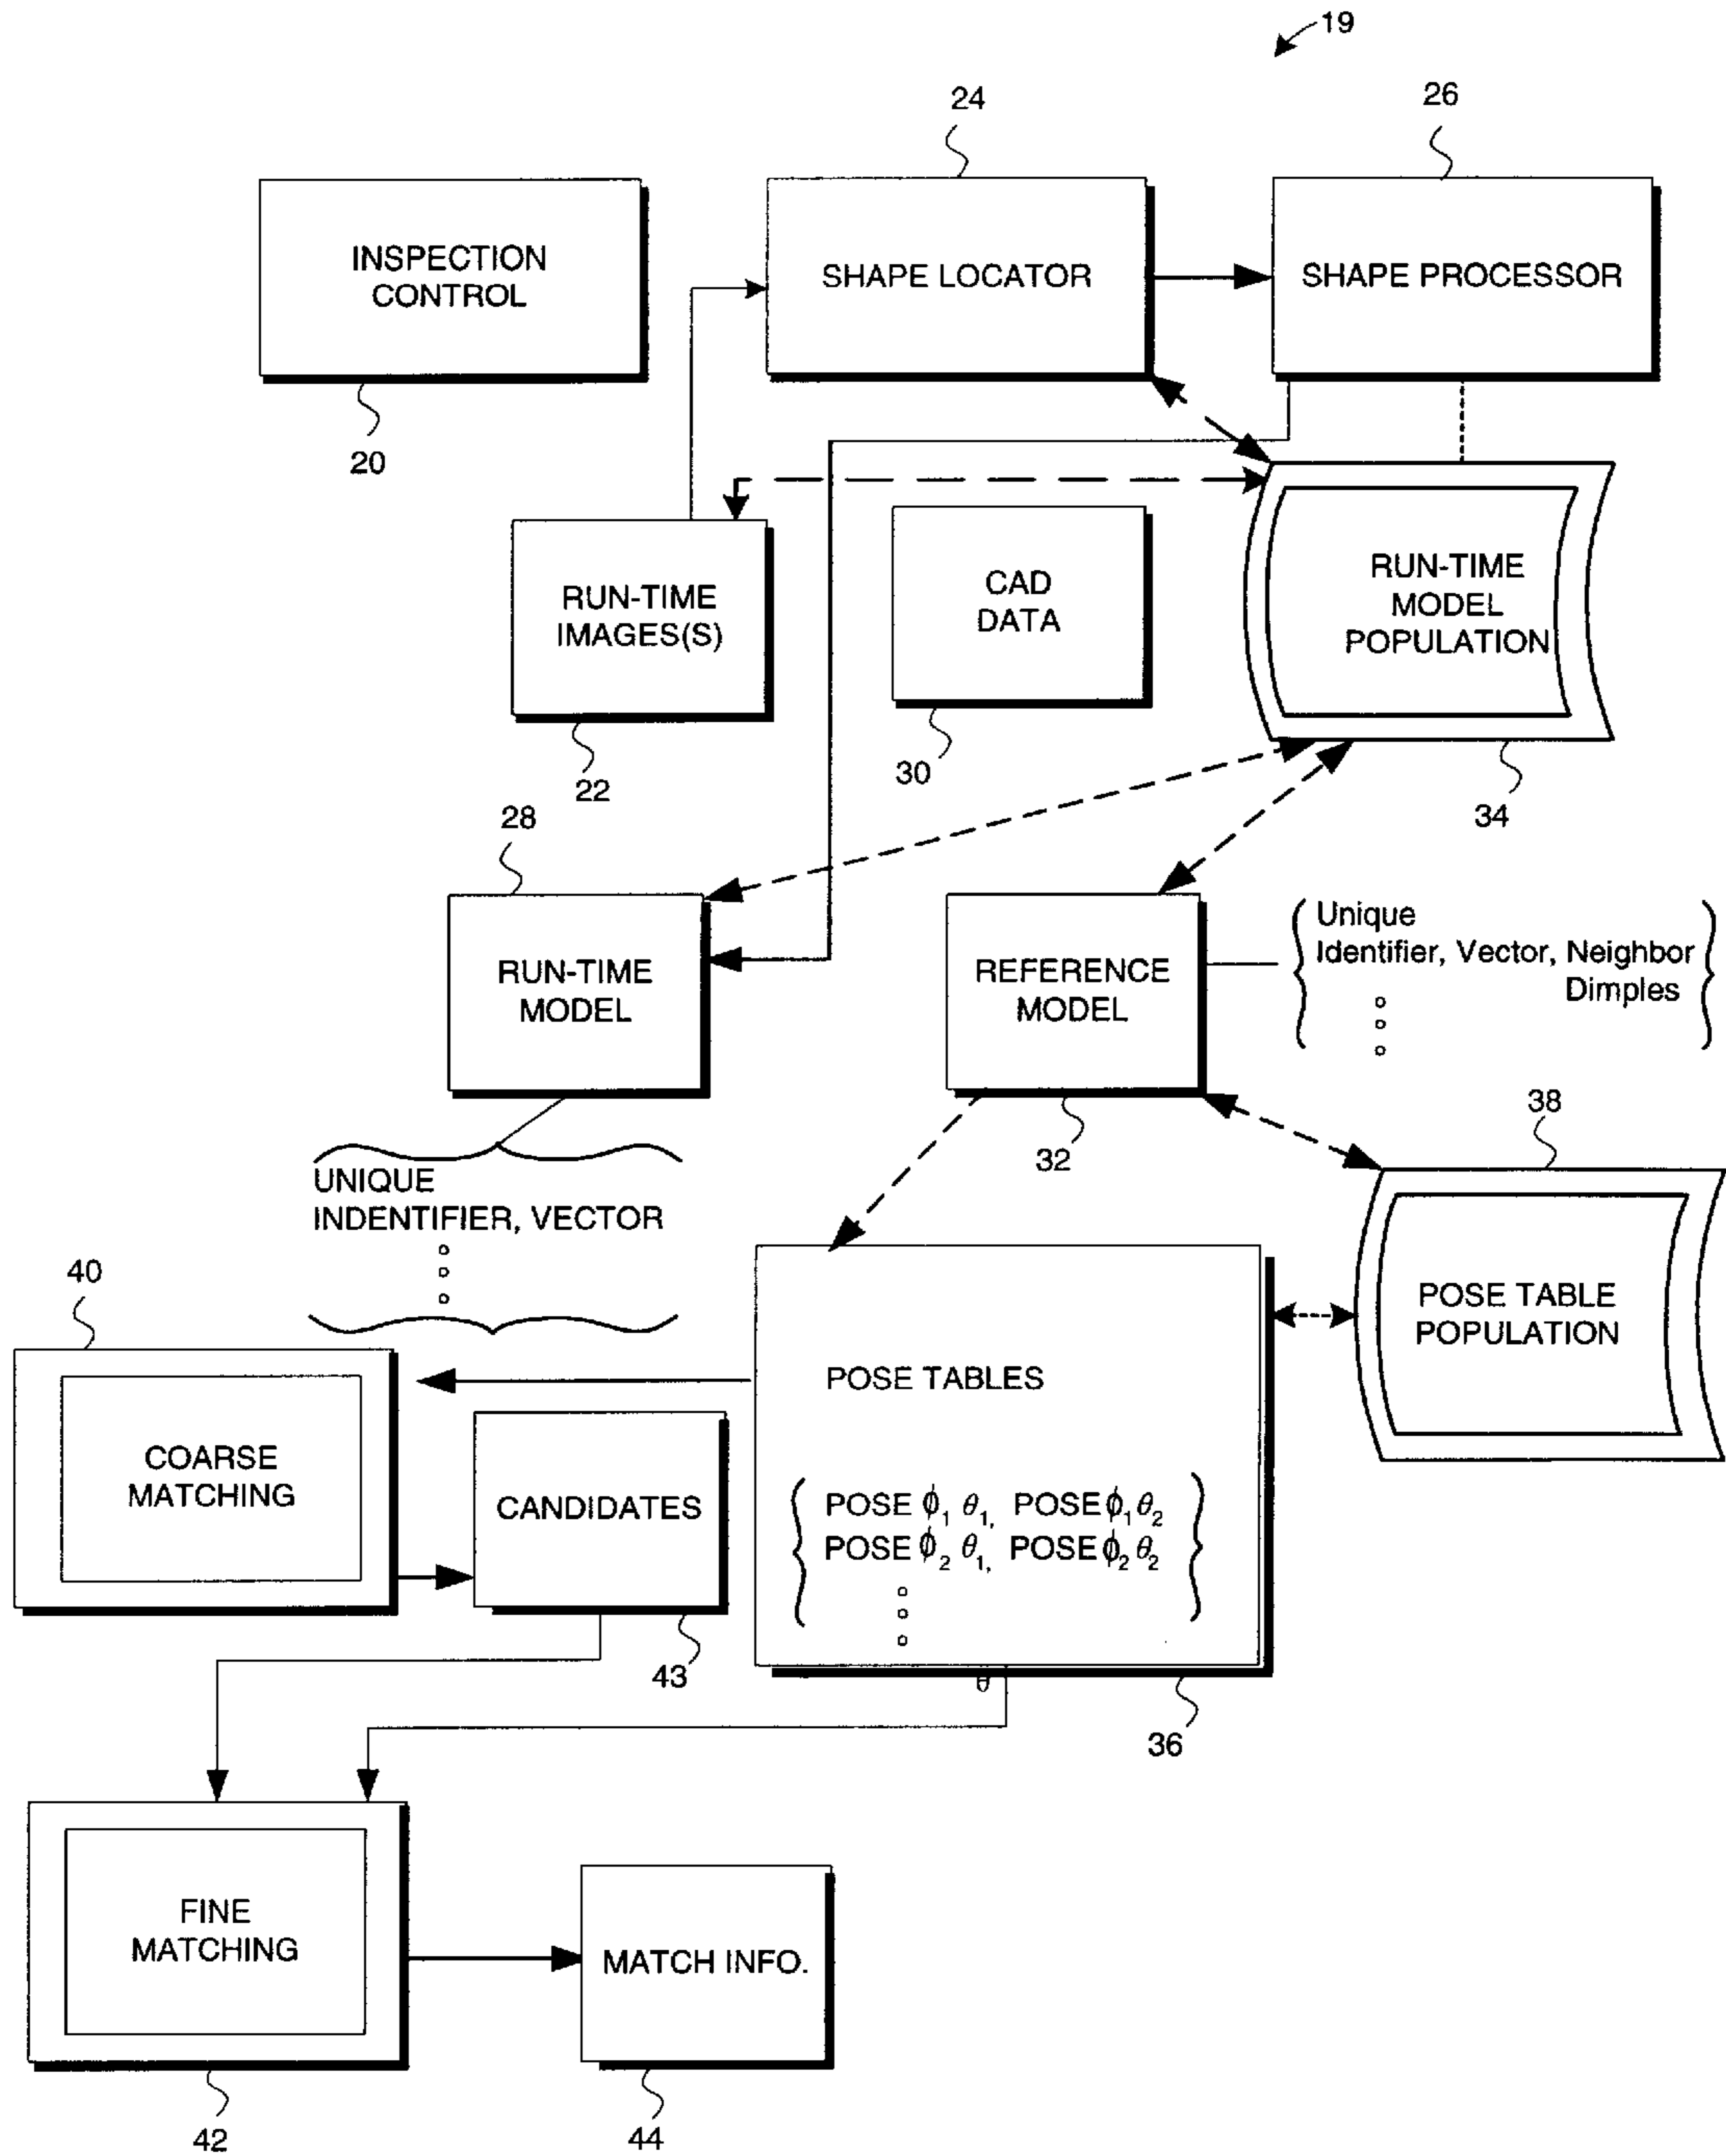 19
24
26
INSPECTION
CONTROL
SHAPE LOCATOR
SHAPE PROCESSOR
20
RUN-TIME
IMAGES(S)
CAD
DATA
RUN-TIME
MODEL
POPULATION
22
30
34
28
RUN-TIME
MODEL
REFERENCE
MODEL
Unique
Identifier, Vector, Neighbor
Dimples
32
38
UNIQUE
INDENTIFIER, VECTOR
40
POSE TABLE
POPULATION
POSE TABLES
COARSE
MATCHING
CANDIDATES
POSE ϕ₁ θ₁, POSE ϕ₁ θ₂
POSE ϕ₂ θ₁, POSE ϕ₂ θ₂
43
θ
36
FINE
MATCHING
MATCH INFO.
42
44